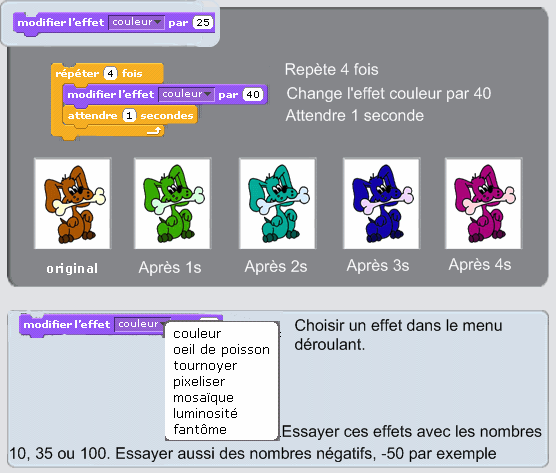 modifier l'effet couleur par 25
répéter 4 fois
modifier l'effet couleur par 40
attendre 1 secondes
Repète 4 fois
Change l'effet couleur par 40
Attendre 1 seconde
original
Après 1s
Après 2s
Après 3s
Après 4s
modifier l'effet couleur
couleur
oeil de poisson
tournoyer
pixeliser
mosaïque
luminosité
fantôme
Choisir un effet dans le menu
déroulant.
Essayer ces effets avec les nombres
10, 35 ou 100. Essayer aussi des nombres négatifs, -50 par exemple